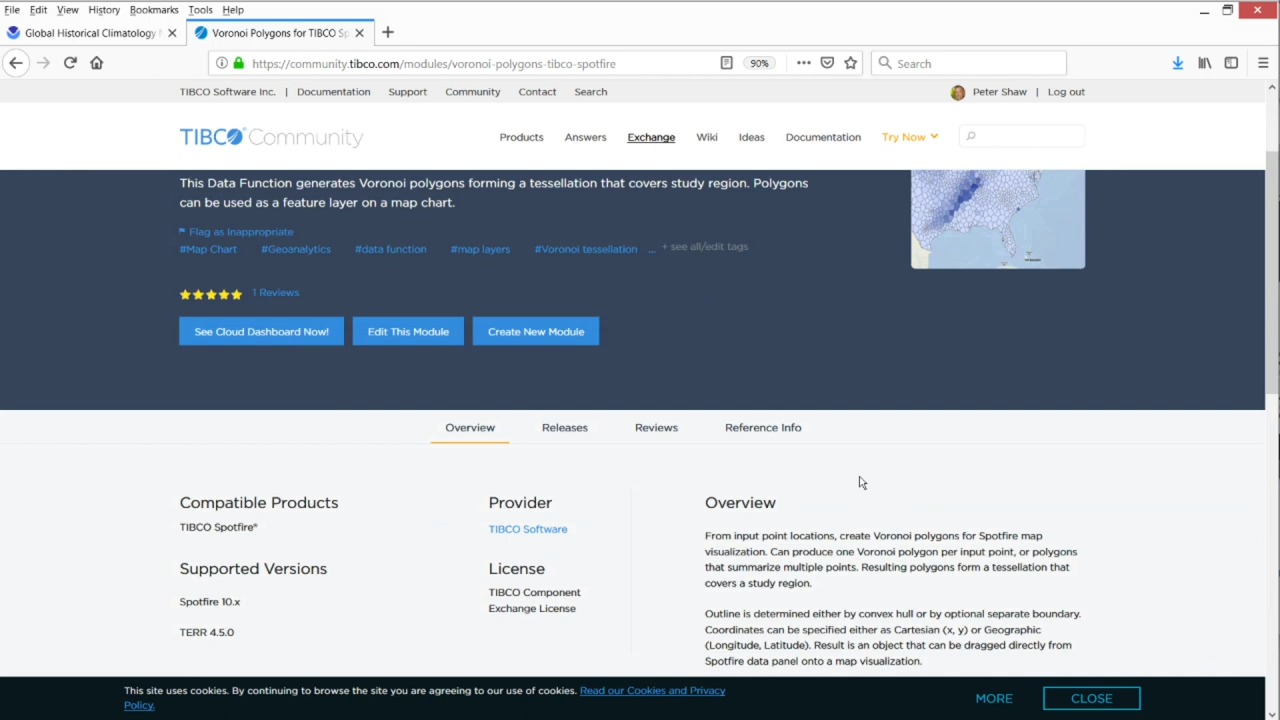 File Edit View History Bookmarks Tools Help
Global Historical Climatology
Voronoi Polygons for TIBCO Sp
https://community.tibco.com/modules/voronoi-polygons-tibco-spotfire
90%
Search
TIBCO Software Inc. | Documentation Support Community Contact Search
Peter Shaw | Log out
TIBCO Community
Products Answers Exchange Wiki Ideas Documentation Try Now
This Data Function generates Voronoi polygons forming a tessellation that covers study region. Polygons
can be used as a feature layer on a map chart.
Flag as Inappropriate
#Map Chart #Geoanalytics #data function #map layers #Voronoi tessellation ... + see all/edit tags
1 Reviews
See Cloud Dashboard Now! Edit This Module Create New Module
Overview Releases Reviews Reference Info
Compatible Products
TIBCO Spotfire®
Supported Versions
Spotfire 10.x
TERR 4.5.0
Provider
TIBCO Software
License
TIBCO Component
Exchange License
Overview
From input point locations, create Voronoi polygons for Spotfire map
visualization. Can produce one Voronoi polygon per input point, or polygons
that summarize multiple points. Resulting polygons form a tessellation that
covers a study region.
Outline is determined either by convex hull or by optional separate boundary.
Coordinates can be specified either as Cartesian (x, y) or Geographic
(Longitude, Latitude). Result is an object that can be dragged directly from
Spotfire data panel onto a map visualization.
This site uses cookies. By continuing to browse the site you are agreeing to our use of cookies. Read our Cookies and Privacy
Policy.
MORE
CLOSE